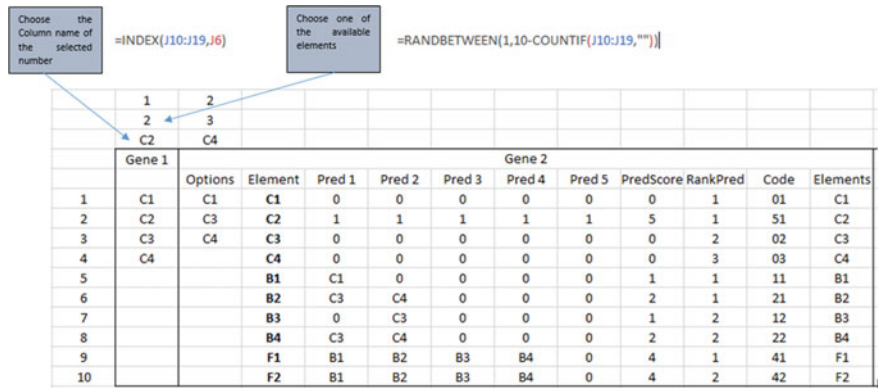 Choose the
Column name of
the selected
number
=INDEX(J10:J19,J6)
Choose one of
the available
elements
=RANDBETWEEN(1,10-COUNTIF(J10:J19,""))
1 2
2 3
C2 C4
Gene 1 Gene 2
Options Element Pred 1 Pred 2 Pred 3 Pred 4 Pred 5 PredScore RankPred Code Elements
1 C1 C1 C1 0 0 0 0 0 0 1 01 C1
2 C2 C3 C2 1 1 1 1 1 5 1 51 C2
3 C3 C4 C3 0 0 0 0 0 0 2 02 C3
4 C4 C4 0 0 0 0 0 0 3 03 C4
5 B1 C1 0 0 0 0 1 1 11 B1
6 B2 C3 C4 0 0 0 2 1 21 B2
7 B3 0 C3 0 0 0 1 2 12 B3
8 B4 C3 C4 0 0 0 2 2 22 B4
9 F1 B1 B2 B3 B4 0 4 1 41 F1
10 F2 B1 B2 B3 B4 0 4 2 42 F2